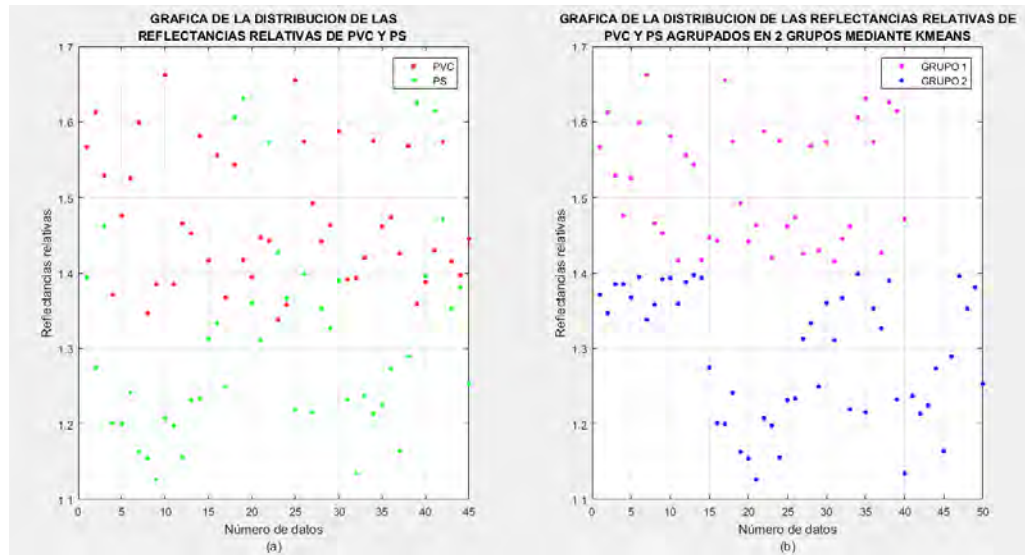 GRAFICA DE LA DISTRIBUCION DE LAS
REFLECTANCIAS RELATIVAS DE PVC Y PS
1.7
1.6
1.5
1.4
1.3
1.2
1.1
Reflectancias relativas
PVC
PS
0 5 10 15 20 25 30 35 40 45
Número de datos
(a)
GRAFICA DE LA DISTRIBUCION DE LAS REFLECTANCIAS RELATIVAS DE
PVC Y PS AGRUPADOS EN 2 GRUPOS MEDIANTE KMEANS
1.7
1.6
1.5
1.4
1.3
1.2
1.1
Reflectancias relativas
GRUPO 1
GRUPO 2
0 5 10 15 20 25 30 35 40 45 50
Número de datos
(b)